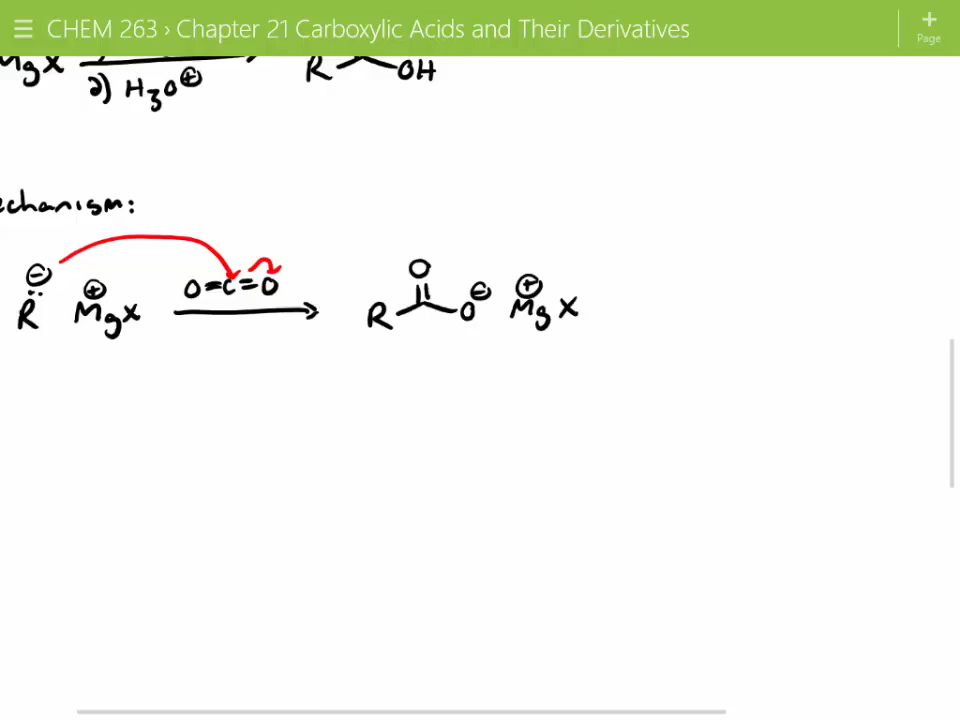 CHEM 263 › Chapter 21 Carboxylic Acids and Their Derivatives
+
Page
MgX
R OH
2) H3O⊕
echanism:
R:⊖ ⊕MgX O=C=O R O O⊖ ⊕MgX